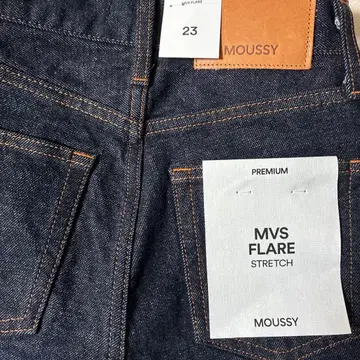 MVS FLARE
23
MOUSSY
PREMIUM
MVS
FLARE
STRETCH
MOUSSY